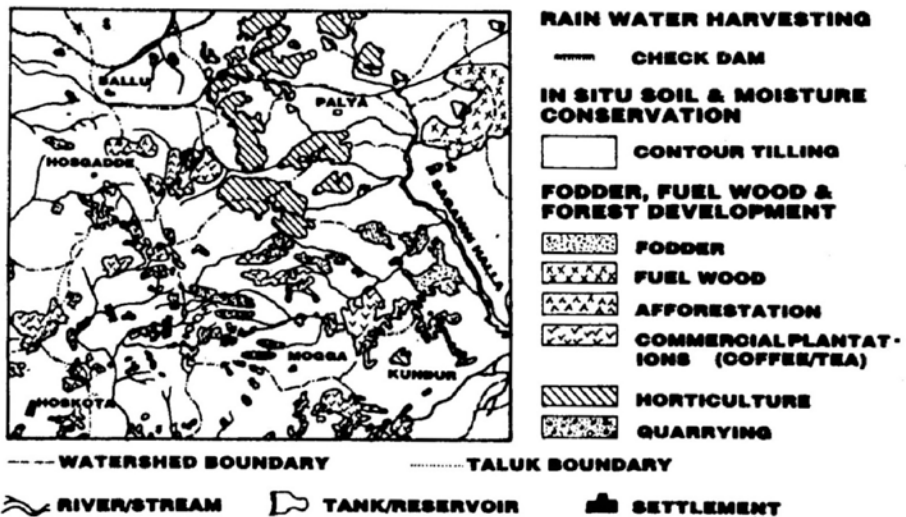 BALLU
PALYA
HOSGADDE
MOGGA
KUNDUR
HOSKOTA
RAIN WATER HARVESTING
CHECK DAM
IN SITU SOIL & MOISTURE
CONSERVATION
CONTOUR TILLING
FODDER, FUEL WOOD &
FOREST DEVELOPMENT
FODDER
FUEL WOOD
AFFORESTATION
COMMERCIAL PLANTAT-
IONS (COFFEE/TEA)
HORTICULTURE
QUARRYING
WATERSHED BOUNDARY
TALUK BOUNDARY
RIVER/STREAM
TANK/RESERVOIR
SETTLEMENT